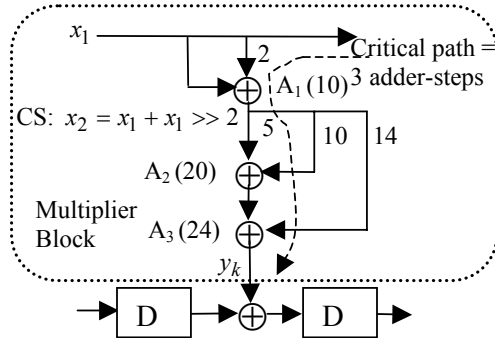 x₁
2
Critical path =
3 adder-steps
A₁ (10)
CS: x₂ = x₁ + x₁ >> 2
5
10
14
A₂ (20)
A₃ (24)
Multiplier
Block
yₖ
D
D